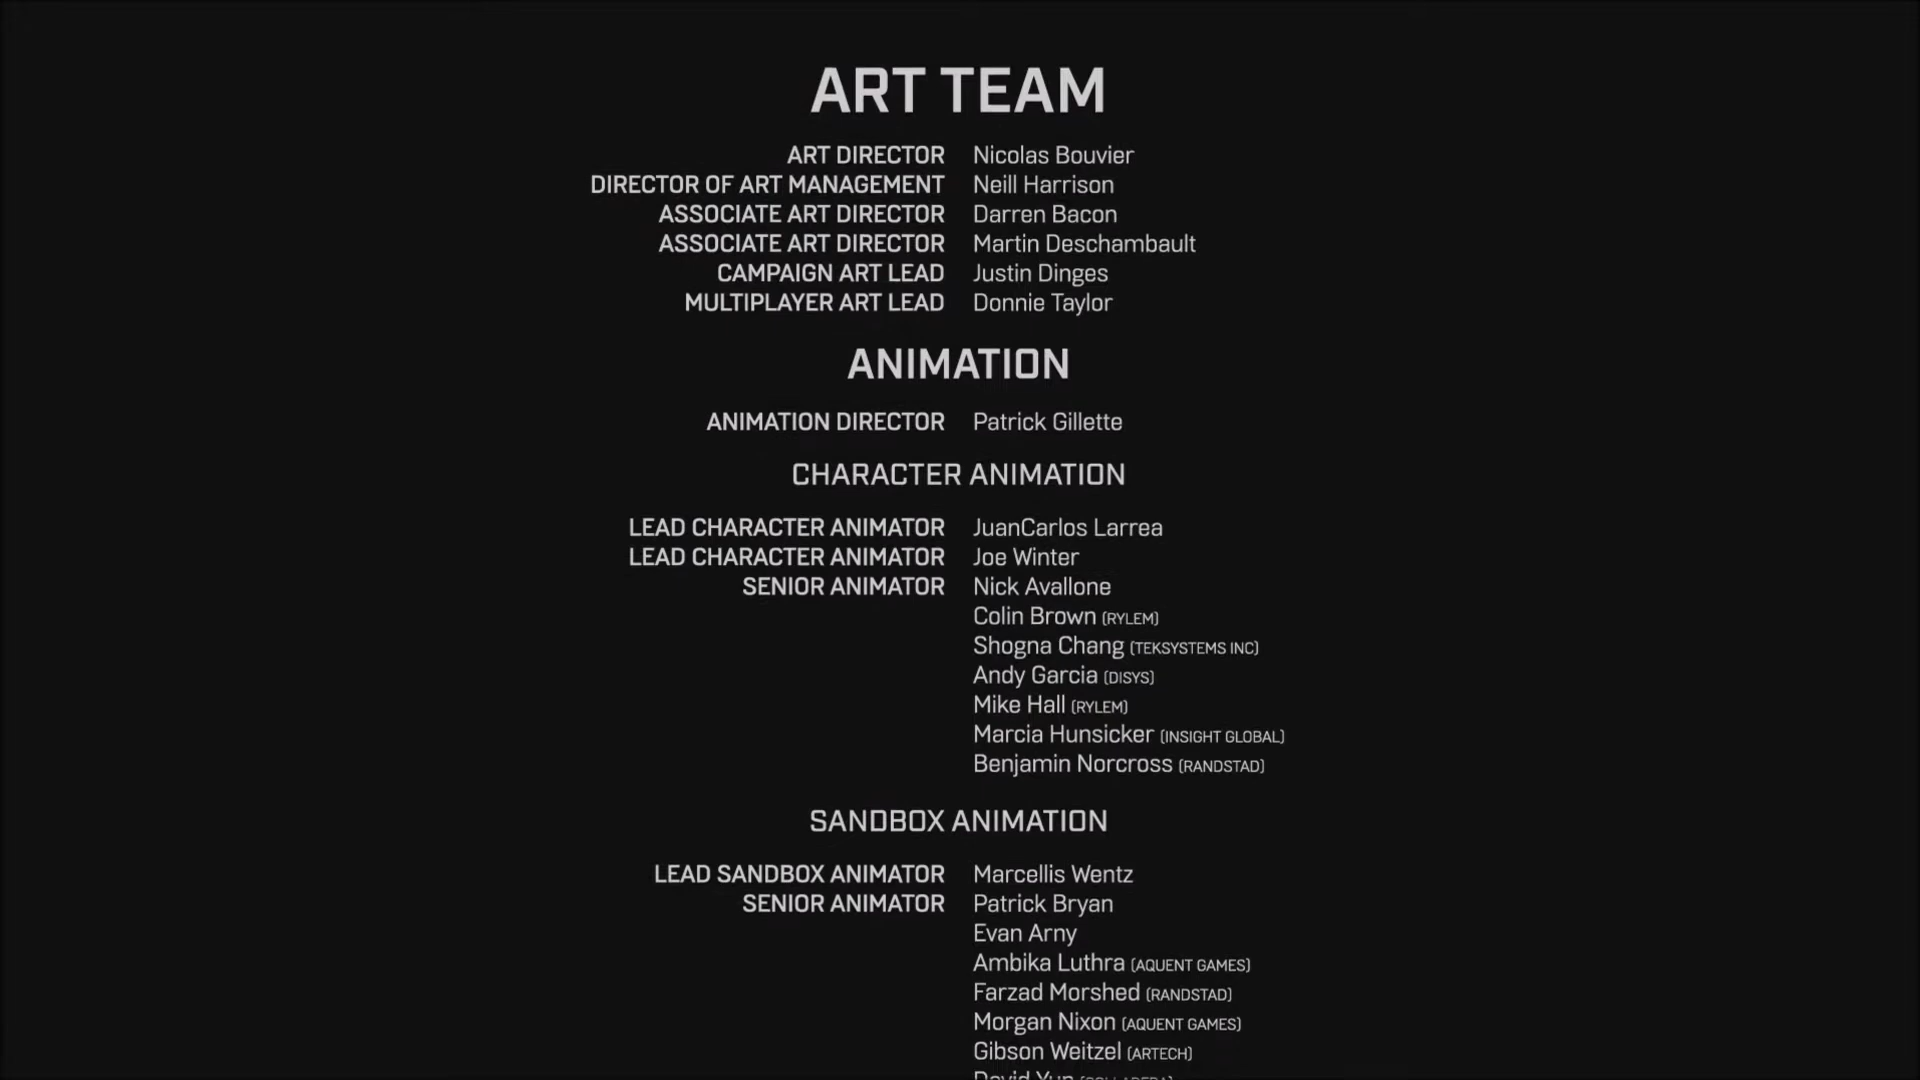 ART TEAM
ART DIRECTOR Nicolas Bouvier
DIRECTOR OF ART MANAGEMENT Neill Harrison
ASSOCIATE ART DIRECTOR Darren Bacon
ASSOCIATE ART DIRECTOR Martin Deschambault
CAMPAIGN ART LEAD Justin Dinges
MULTIPLAYER ART LEAD Donnie Taylor
ANIMATION
ANIMATION DIRECTOR Patrick Gillette
CHARACTER ANIMATION
LEAD CHARACTER ANIMATOR JuanCarlos Larrea
LEAD CHARACTER ANIMATOR Joe Winter
SENIOR ANIMATOR Nick Avallone
Colin Brown (RYLEM)
Shogna Chang (TEKSYSTEMS INC)
Andy Garcia (DISYS)
Mike Hall (RYLEM)
Marcia Hunsicker (INSIGHT GLOBAL)
Benjamin Norcross (RANDSTAD)
SANDBOX ANIMATION
LEAD SANDBOX ANIMATOR Marcellis Wentz
SENIOR ANIMATOR Patrick Bryan
Evan Arny
Ambika Luthra (AQUENT GAMES)
Farzad Morshed (RANDSTAD)
Morgan Nixon (AQUENT GAMES)
Gibson Weitzel (ARTECH)
David